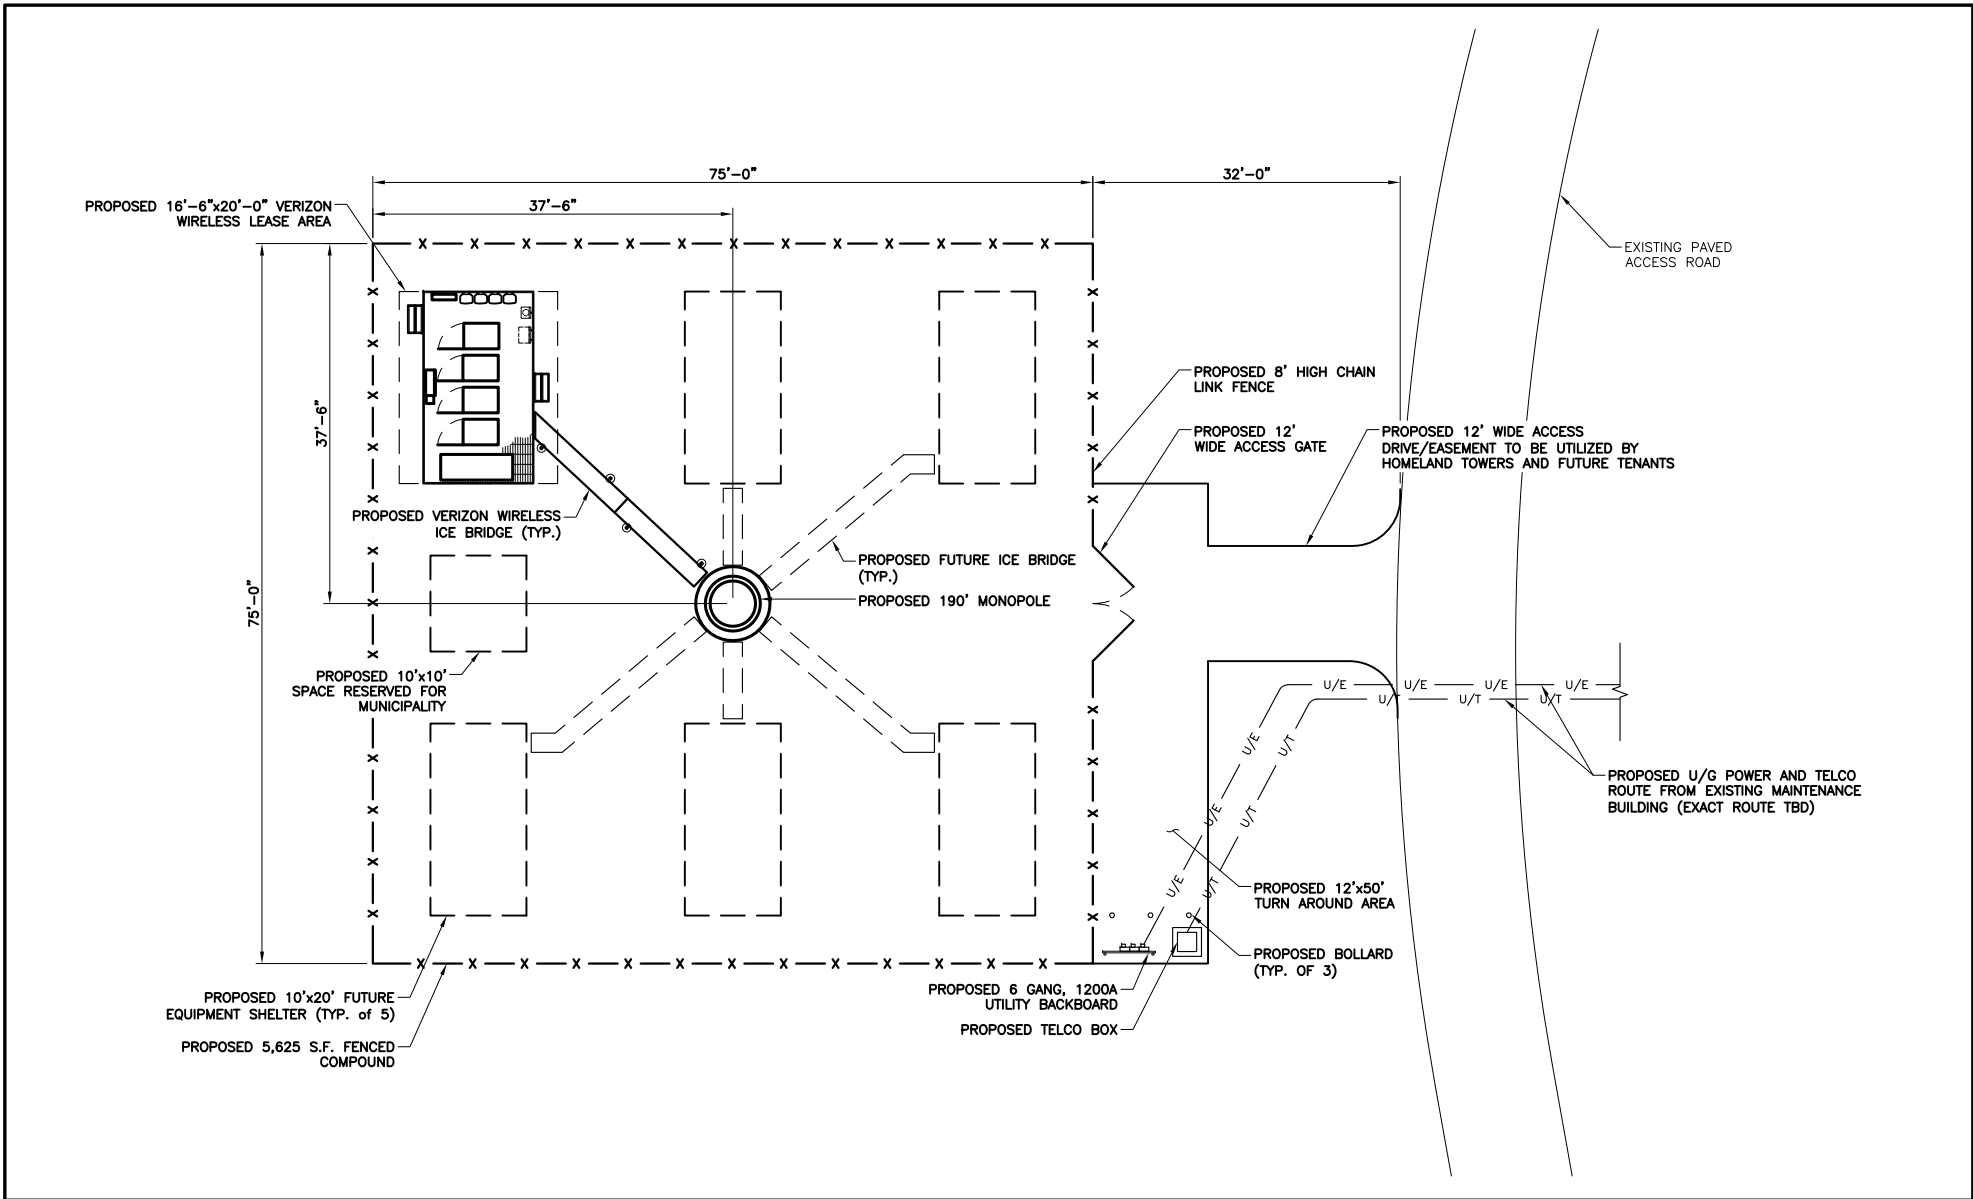 75'-0"
32'-0"
37'-6"
PROPOSED 16'-6"x20'-0" VERIZON
WIRELESS LEASE AREA
EXISTING PAVED
ACCESS ROAD
PROPOSED 8' HIGH CHAIN
LINK FENCE
37'-6"
PROPOSED 12'
WIDE ACCESS GATE
PROPOSED 12' WIDE ACCESS
DRIVE/EASEMENT TO BE UTILIZED BY
HOMELAND TOWERS AND FUTURE TENANTS
PROPOSED VERIZON WIRELESS
ICE BRIDGE (TYP.)
PROPOSED FUTURE ICE BRIDGE
(TYP.)
PROPOSED 190' MONOPOLE
75'-0"
PROPOSED 10'x10'
SPACE RESERVED FOR
MUNICIPALITY
U/E U/E U/E U/E
U/T U/T U/T
U/E
U/T
PROPOSED U/G POWER AND TELCO
ROUTE FROM EXISTING MAINTENANCE
BUILDING (EXACT ROUTE TBD)
U/E
U/T
U/E
U/T
PROPOSED 12'x50'
TURN AROUND AREA
PROPOSED BOLLARD
(TYP. OF 3)
PROPOSED 10'x20' FUTURE
EQUIPMENT SHELTER (TYP. of 5)
PROPOSED 6 GANG, 1200A
UTILITY BACKBOARD
PROPOSED TELCO BOX
PROPOSED 5,625 S.F. FENCED
COMPOUND